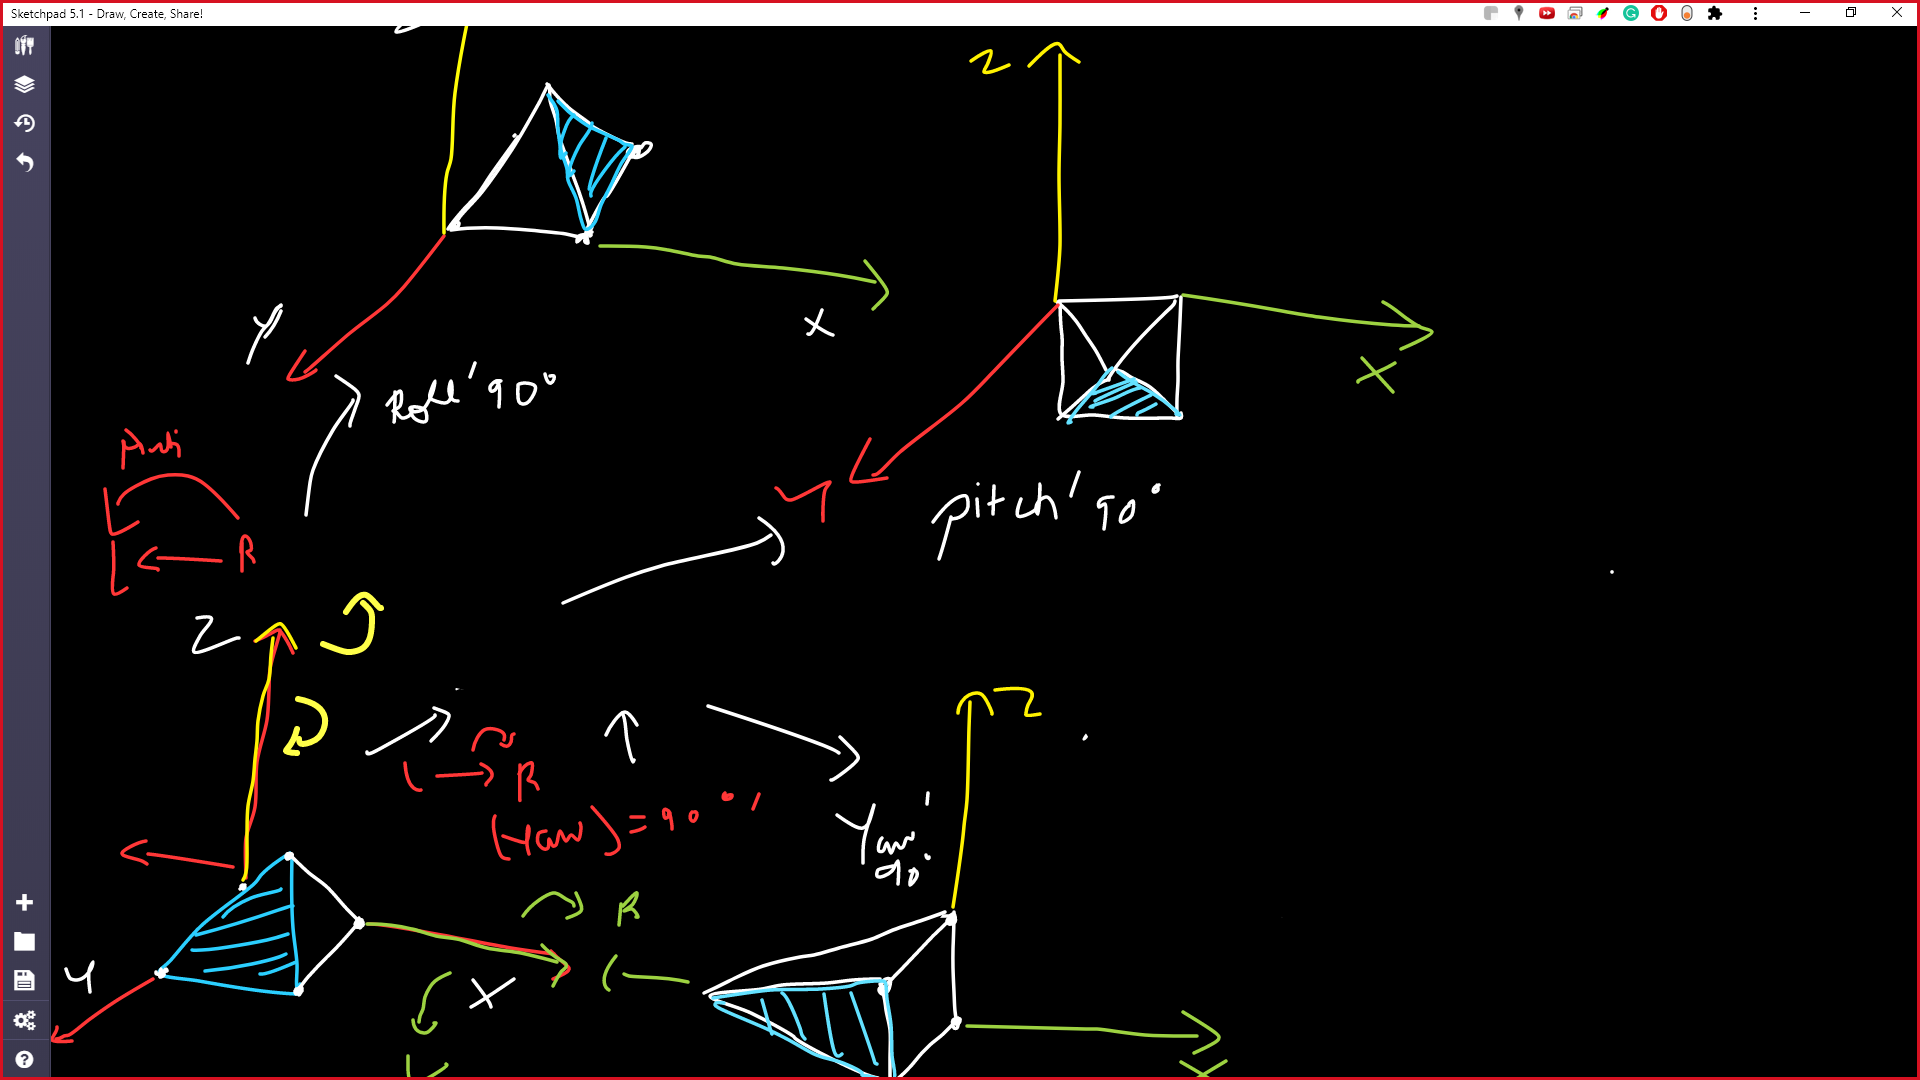 Sketchpad 5.1 - Draw, Create, Share!
Z
Y
X
Roll' 90°
X
Y
Pitch' 90°
Anti
L
L ← R
Z
Z
L → R
(Yaw) = 90°'
Yaw'
90°
R
Y
X
L